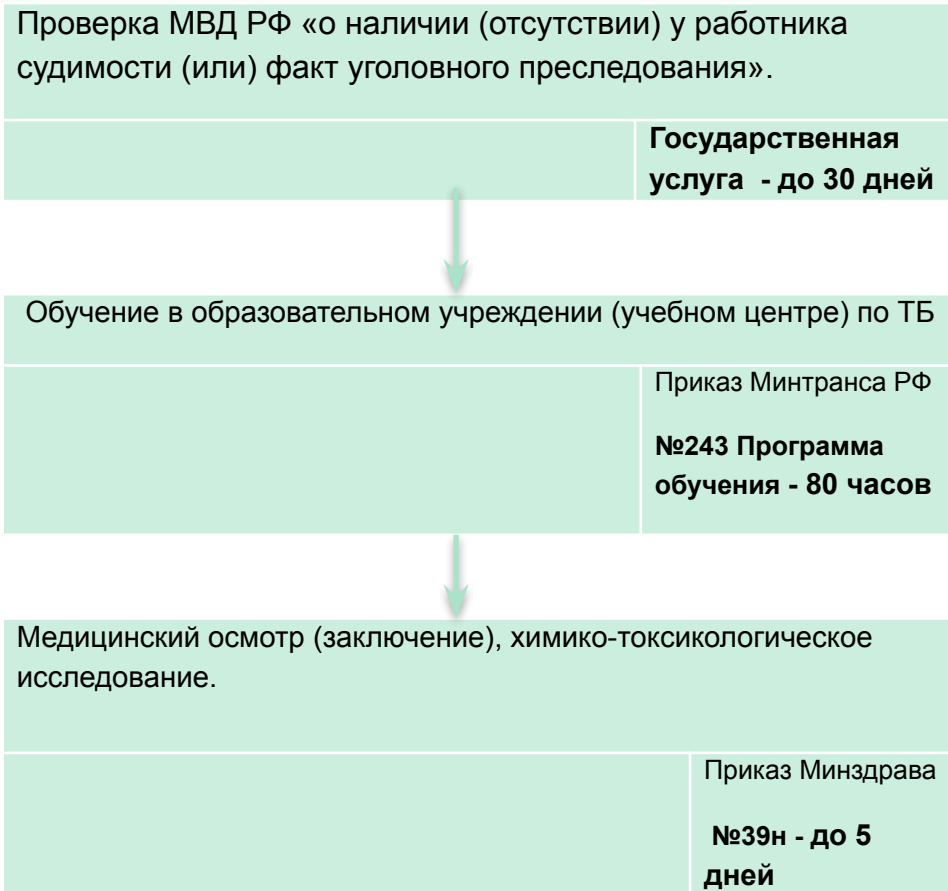 Проверка МВД РФ «о наличии (отсутствии) у работника
судимости (или) факт уголовного преследования».
Государственная
услуга - до 30 дней
Обучение в образовательном учреждении (учебном центре) по ТБ
Приказ Минтранса РФ
№243 Программа
обучения - 80 часов
Медицинский осмотр (заключение), химико-токсикологическое
исследование.
Приказ Минздрава
№39н - до 5
дней